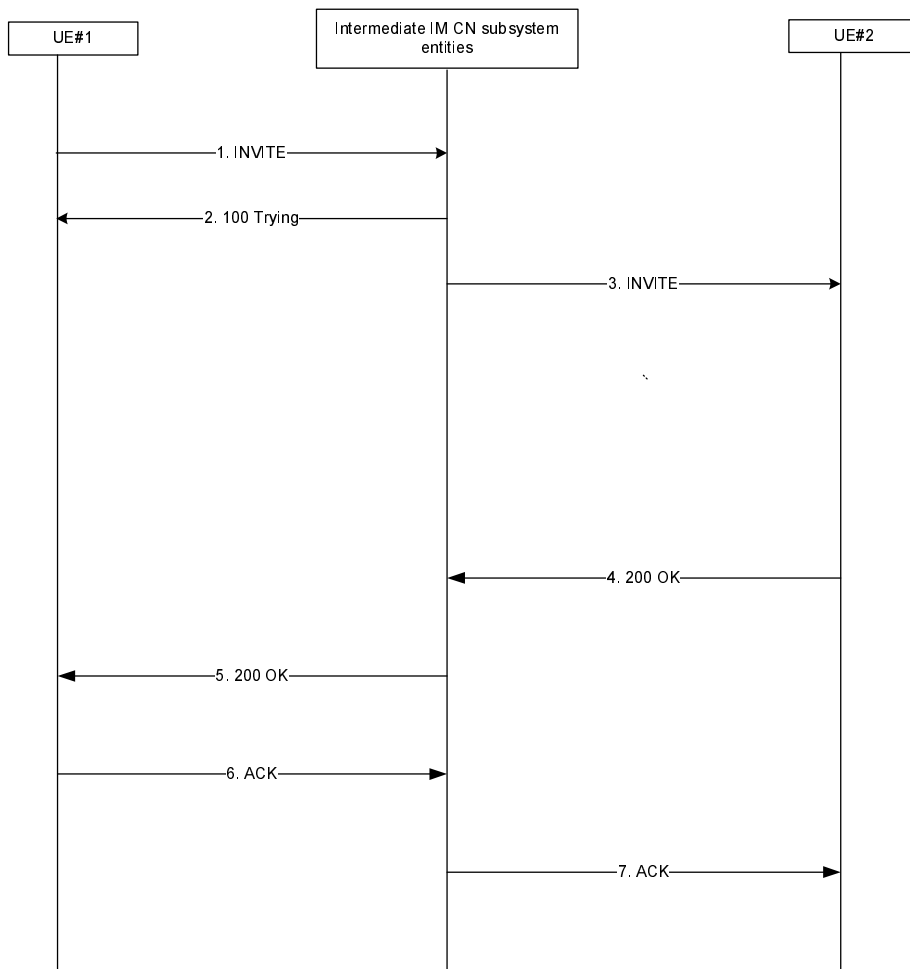 UE#1
Intermediate IM CN subsystem
entities
UE#2
1. INVITE
2. 100 Trying
3. INVITE
4. 200 OK
5. 200 OK
6. ACK
7. ACK